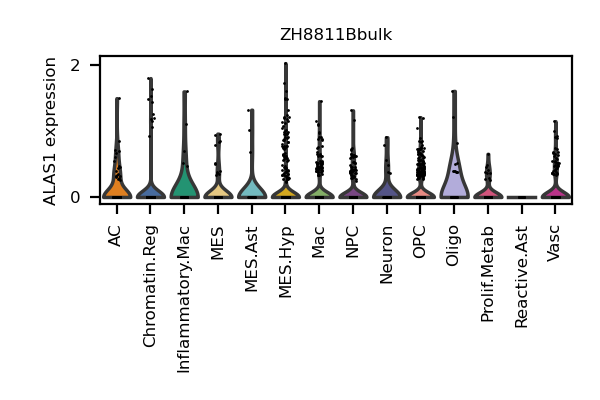 ZH8811Bbulk
ALAS1 expression
2
0
AC
Chromatin.Reg
Inflammatory.Mac
MES
MES.Ast
MES.Hyp
Mac
NPC
Neuron
OPC
Oligo
Prolif.Metab
Reactive.Ast
Vasc